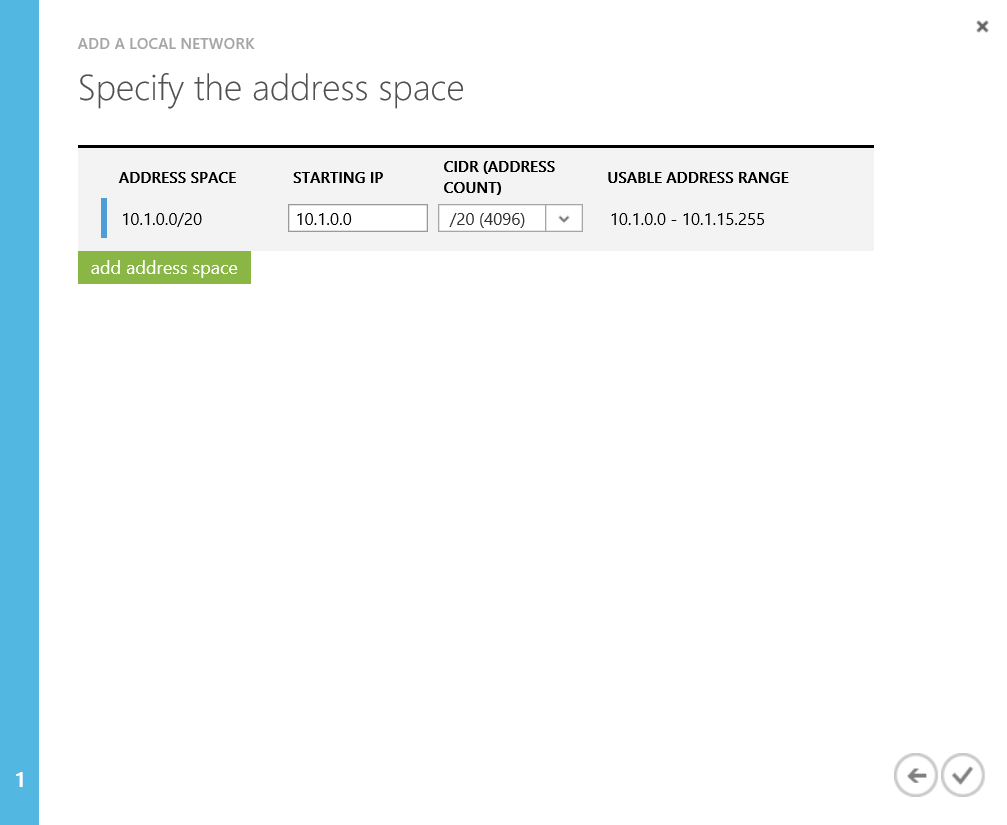 ADD A LOCAL NETWORK
Specify the address space
ADDRESS SPACE STARTING IP CIDR (ADDRESS COUNT) USABLE ADDRESS RANGE
10.1.0.0/20 10.1.0.0 /20 (4096) 10.1.0.0 - 10.1.15.255
add address space
1